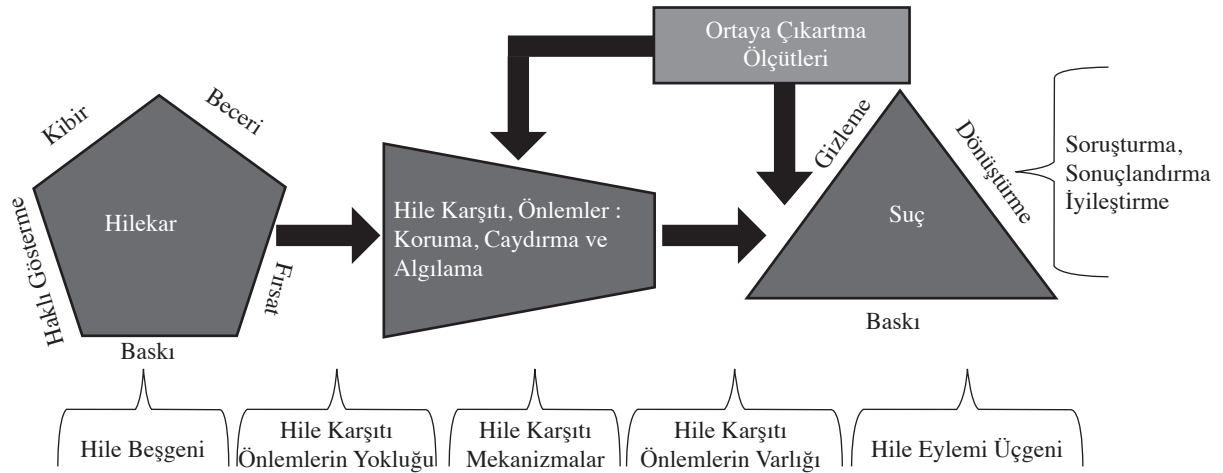 Ortaya Çıkartma
Ölçütleri
Kibir
Beceri
Haklı Gösterme
Hilekar
Fırsat
Baskı
Hile Karşıtı, Önlemler :
Koruma, Caydırma ve
Algılama
Gizleme
Dönüştürme
Suç
Baskı
Soruşturma,
Sonuçlandırma
İyileştirme
Hile Beşgeni
Hile Karşıtı
Önlemlerin Yokluğu
Hile Karşıtı
Mekanizmalar
Hile Karşıtı
Önlemlerin Varlığı
Hile Eylemi Üçgeni